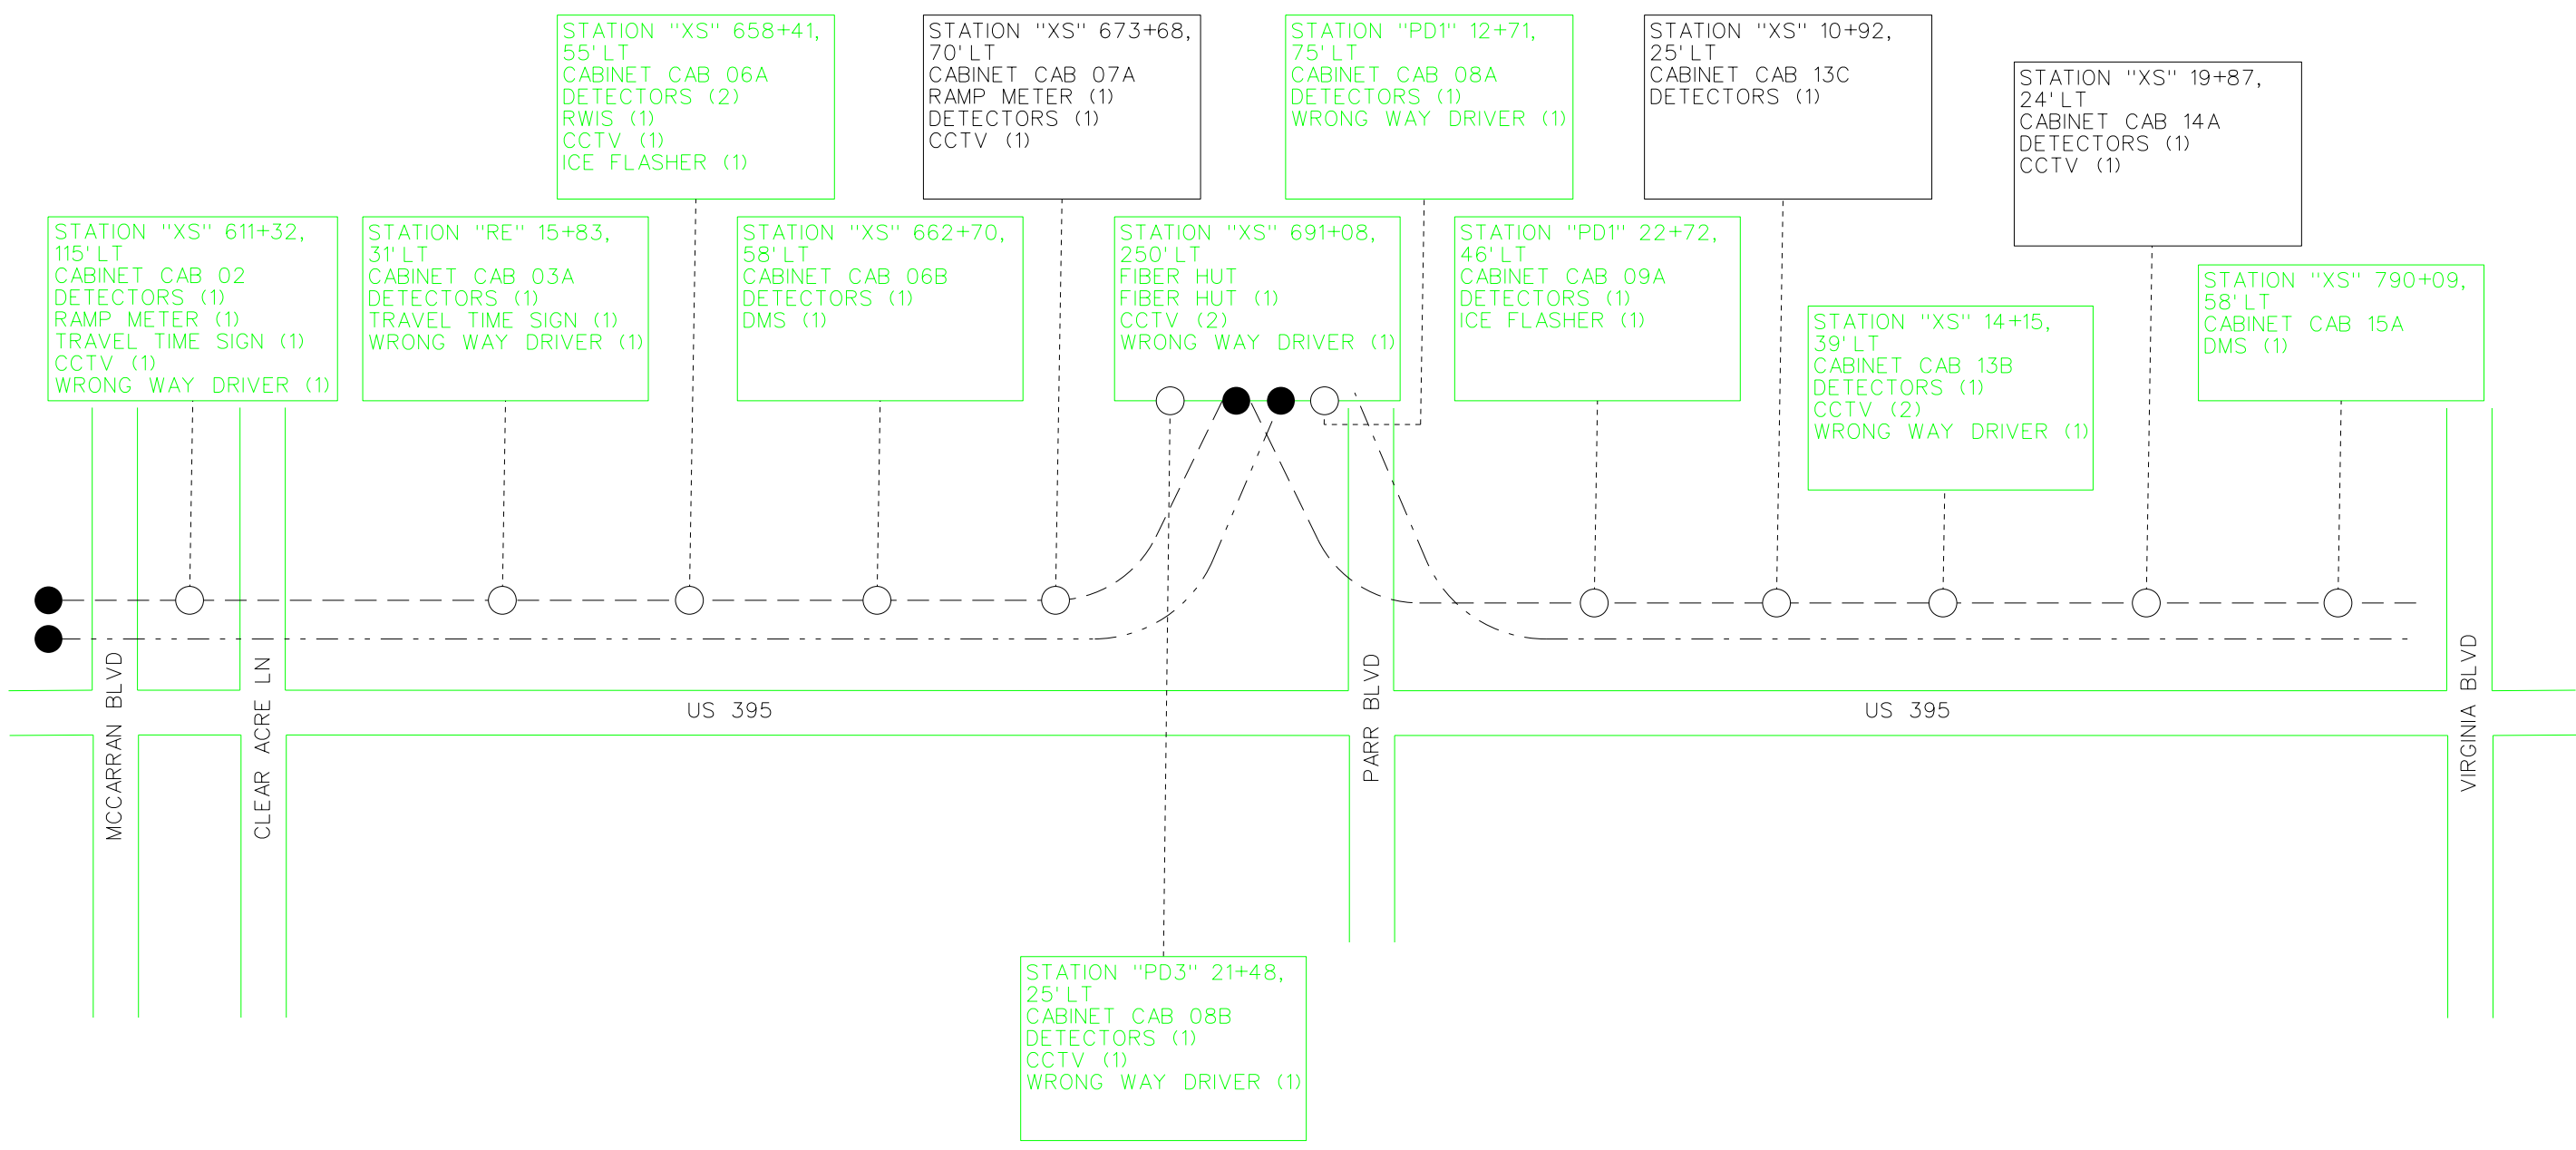 STATION "XS" 658+41,
55' LT
CABINET CAB 06A
DETECTORS (2)
RWIS (1)
CCTV (1)
ICE FLASHER (1)
STATION "XS" 673+68,
70' LT
CABINET CAB 07A
RAMP METER (1)
DETECTORS (1)
CCTV (1)
STATION "PD1" 12+71,
75' LT
CABINET CAB 08A
DETECTORS (1)
WRONG WAY DRIVER (1)
STATION "XS" 10+92,
25' LT
CABINET CAB 13C
DETECTORS (1)
STATION "XS" 19+87,
24' LT
CABINET CAB 14A
DETECTORS (1)
CCTV (1)
STATION "XS" 611+32,
115' LT
CABINET CAB 02
DETECTORS (1)
RAMP METER (1)
TRAVEL TIME SIGN (1)
CCTV (1)
WRONG WAY DRIVER (1)
STATION "RE" 15+83,
31' LT
CABINET CAB 03A
DETECTORS (1)
TRAVEL TIME SIGN (1)
WRONG WAY DRIVER (1)
STATION "XS" 662+70,
58' LT
CABINET CAB 06B
DETECTORS (1)
DMS (1)
STATION "XS" 691+08,
250' LT
FIBER HUT
FIBER HUT (1)
CCTV (2)
WRONG WAY DRIVER (1)
STATION "PD1" 22+72,
46' LT
CABINET CAB 09A
DETECTORS (1)
ICE FLASHER (1)
STATION "XS" 14+15,
39' LT
CABINET CAB 13B
DETECTORS (1)
CCTV (2)
WRONG WAY DRIVER (1)
STATION "XS" 790+09,
58' LT
CABINET CAB 15A
DMS (1)
MCCARRAN BLVD
CLEAR ACRE LN
US 395
PARR BLVD
US 395
VIRGINIA BLVD
STATION "PD3" 21+48,
25' LT
CABINET CAB 08B
DETECTORS (1)
CCTV (1)
WRONG WAY DRIVER (1)